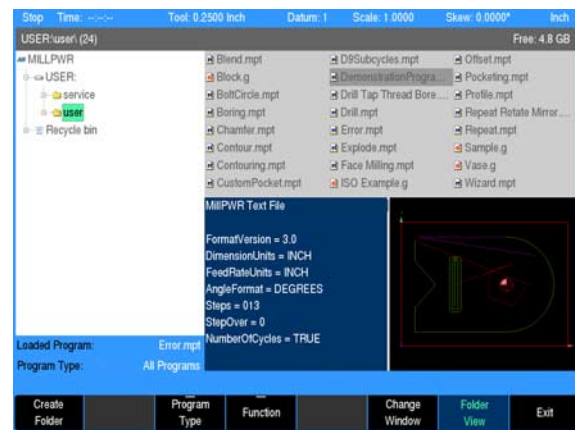 Stop Time: --:--:-- Tool: 0.2500 Inch Datum: 1 Scale: 1.0000 Skew: 0.0000° Inch
USER:\user\ (24) Free: 4.8 GB
MILLPWR
USER:
service
user
Recycle bin
Blend.mpt
Block.g
BoltCircle.mpt
Boring.mpt
Chamfer.mpt
Contour.mpt
Contouring.mpt
CustomPocket.mpt
D9Subcycles.mpt
DemonstrationProgra...
Drill Tap Thread Bore....
Drill.mpt
Error.mpt
Explode.mpt
Face Milling.mpt
ISO Example.g
Offset.mpt
Pocketing.mpt
Profile.mpt
Repeat Rotate Mirror....
Repeat.mpt
Sample.g
Vase.g
Wizard.mpt
MillPWR Text File
FormatVersion = 3.0
DimensionUnits = INCH
FeedRateUnits = INCH
AngleFormat = DEGREES
Steps = 013
StepOver = 0
NumberOfCycles = TRUE
Loaded Program: Error.mpt
Program Type: All Programs
Create
Folder
Program
Type
Function
Change
Window
Folder
View
Exit